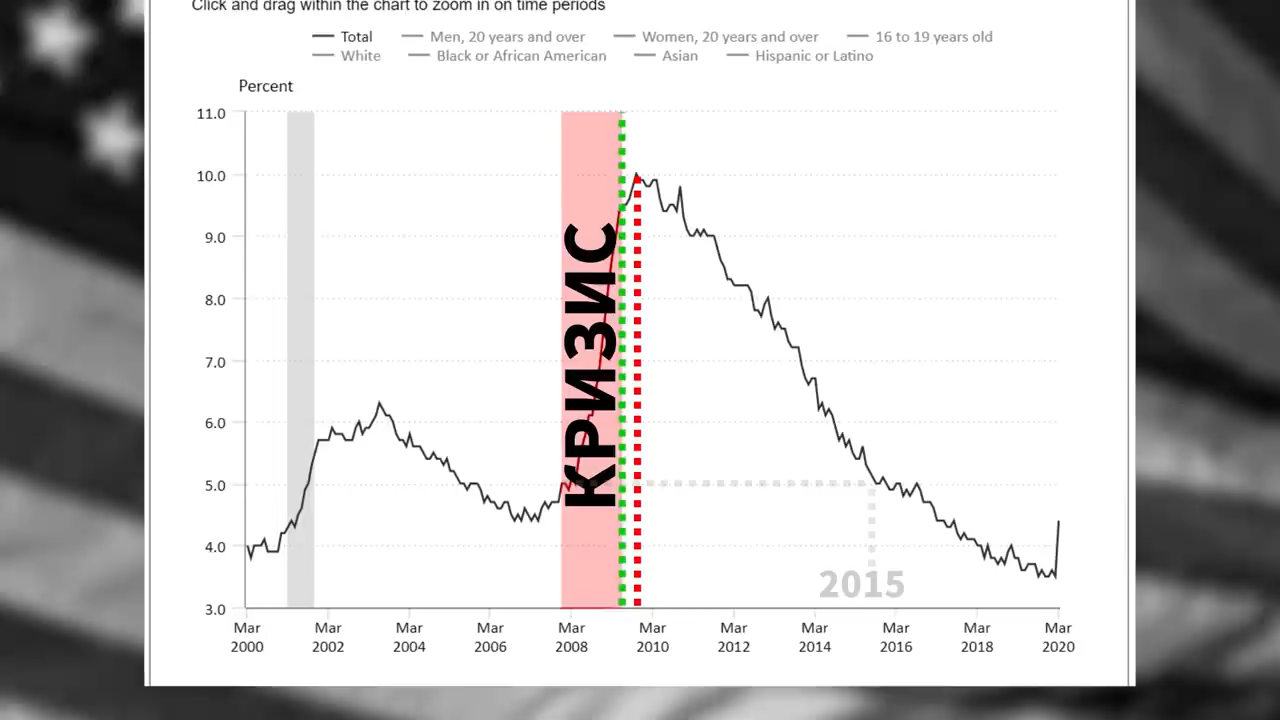 Click and drag within the chart to zoom in on time periods
Total Men, 20 years and over Women, 20 years and over 16 to 19 years old
White Black or African American Asian Hispanic or Latino
Percent
11.0
10.0
9.0
8.0
7.0
6.0
5.0
4.0
3.0
КРИЗИС
2015
Mar Mar Mar Mar Mar Mar Mar Mar Mar Mar Mar
2000 2002 2004 2006 2008 2010 2012 2014 2016 2018 2020